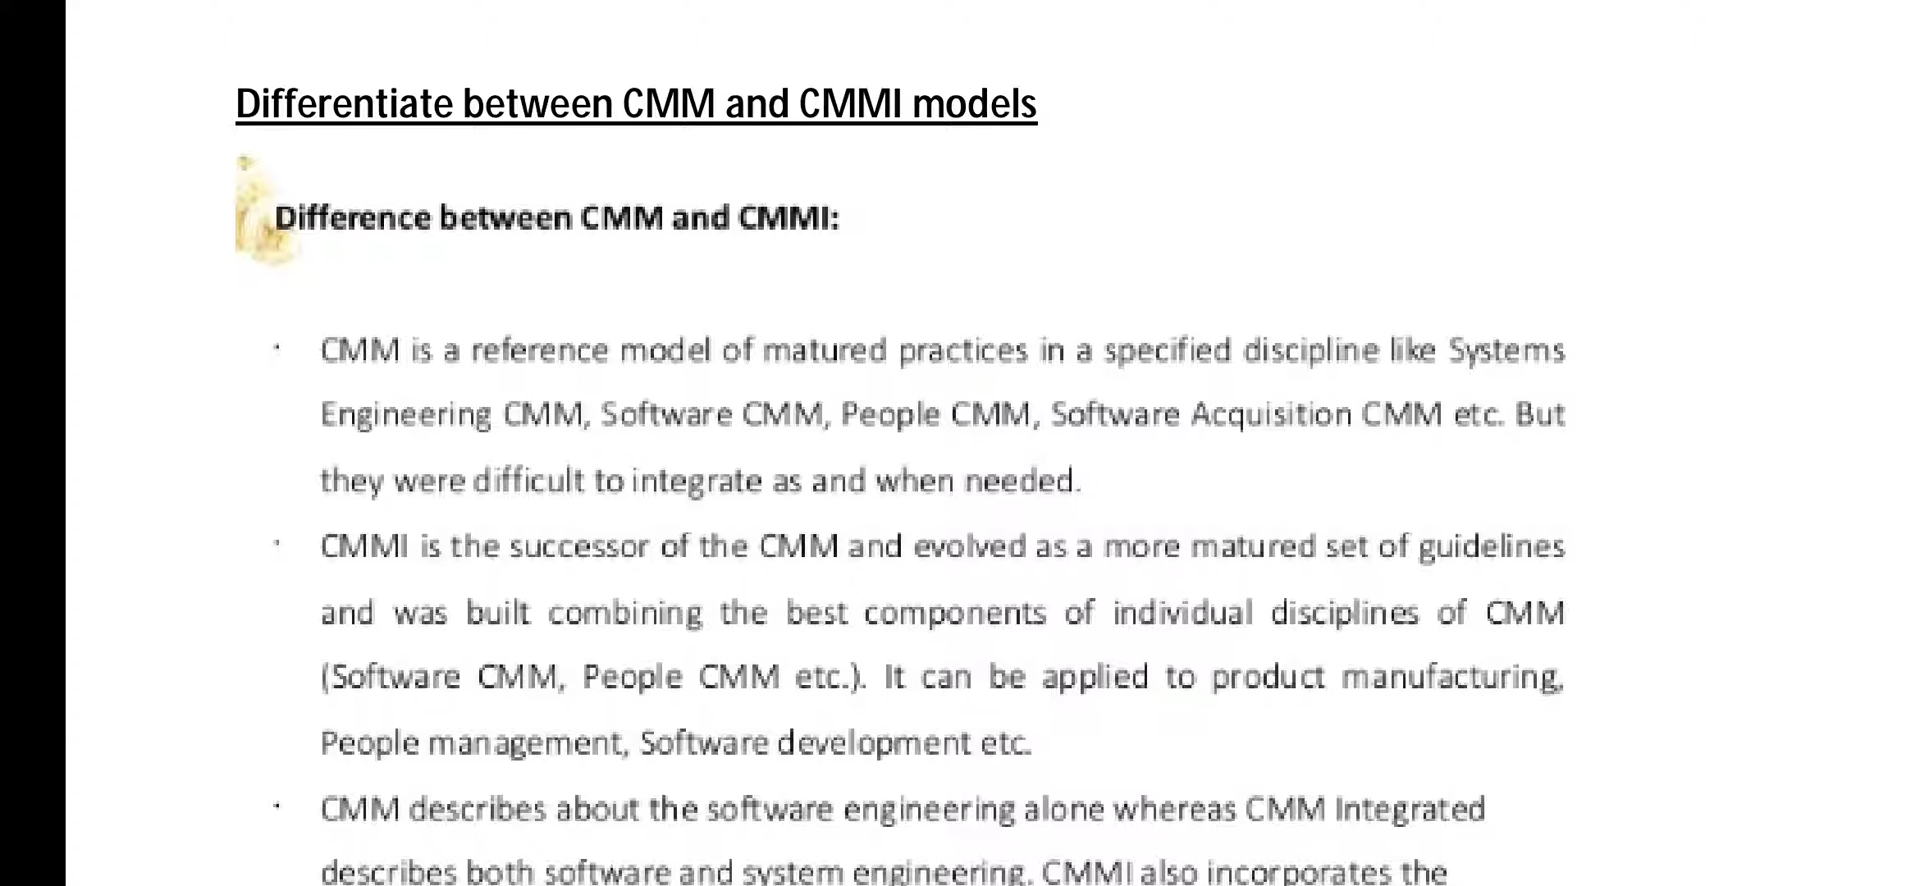 Differentiate between CMM and CMMI models
Difference between CMM and CMMI:
· CMM is a reference model of matured practices in a specified discipline like Systems
Engineering CMM, Software CMM, People CMM, Software Acquisition CMM etc. But
they were difficult to integrate as and when needed.
· CMMI is the successor of the CMM and evolved as a more matured set of guidelines
and was built combining the best components of individual disciplines of CMM
(Software CMM, People CMM etc.). It can be applied to product manufacturing,
People management, Software development etc.
· CMM describes about the software engineering alone whereas CMM Integrated
describes both software and system engineering. CMMI also incorporates the